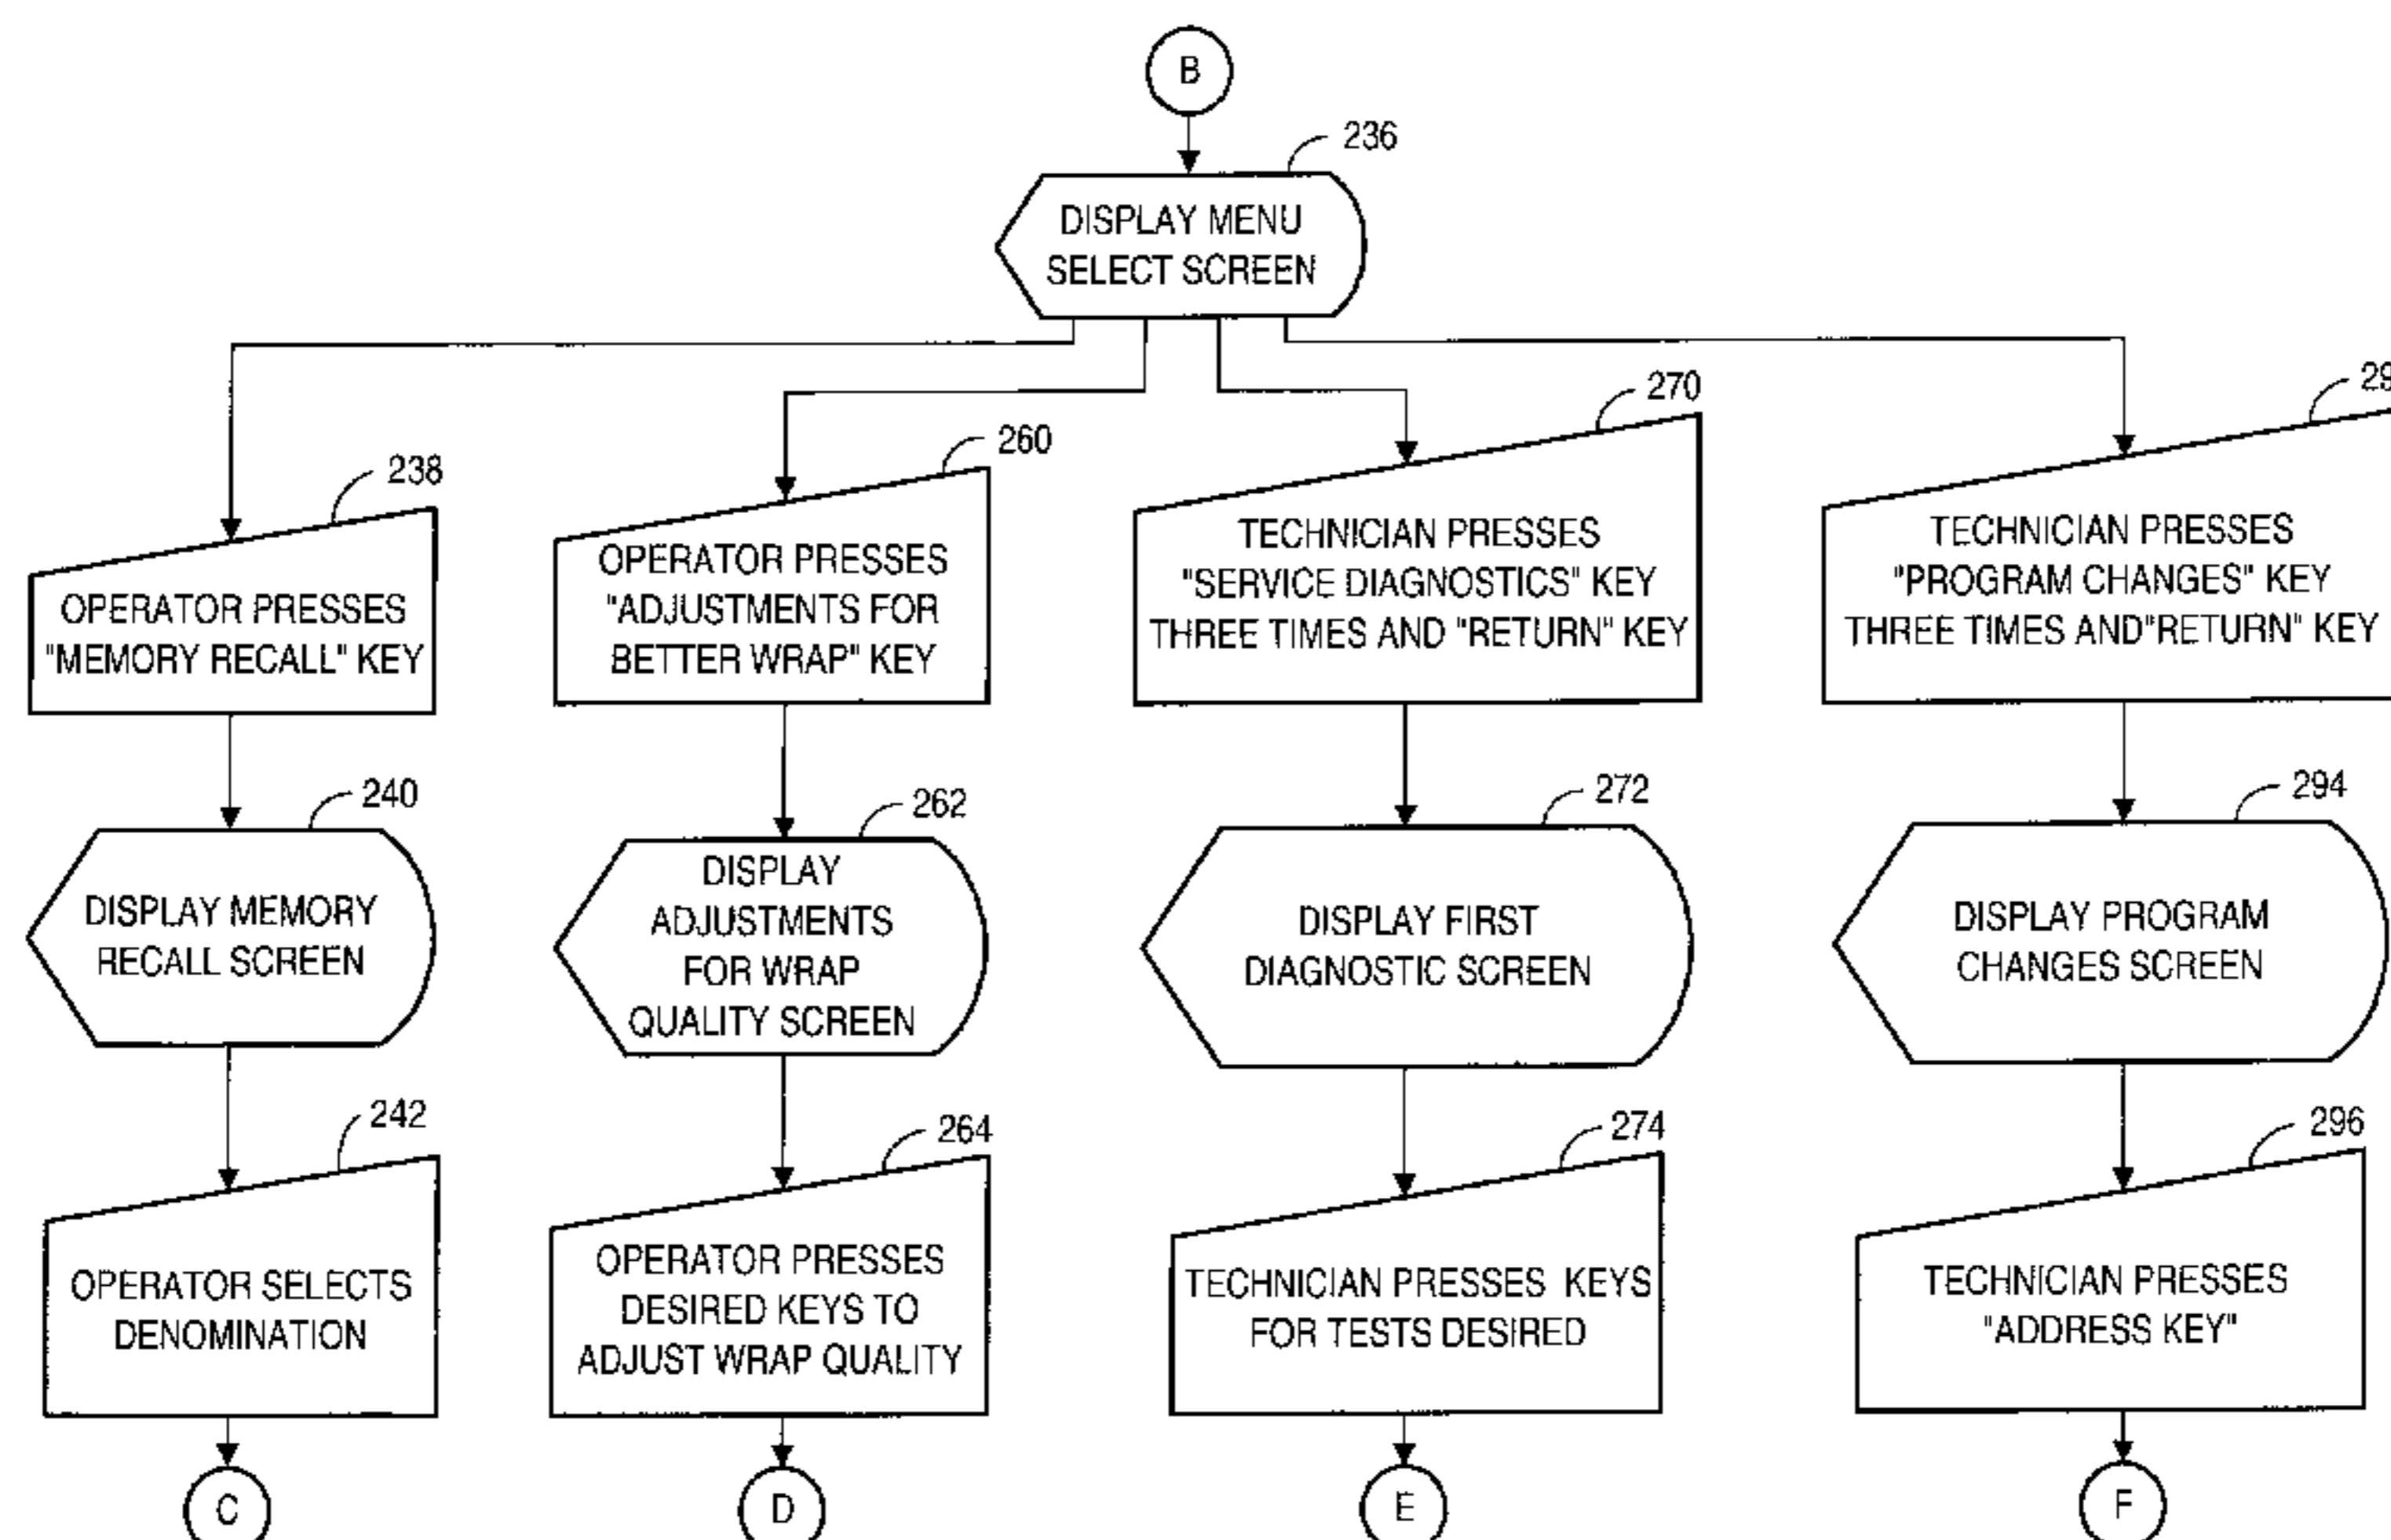 B
236
DISPLAY MENU
SELECT SCREEN
238
OPERATOR PRESSES
"MEMORY RECALL" KEY
240
DISPLAY MEMORY
RECALL SCREEN
242
OPERATOR SELECTS
DENOMINATION
C
260
OPERATOR PRESSES
"ADJUSTMENTS FOR
BETTER WRAP" KEY
262
DISPLAY
ADJUSTMENTS
FOR WRAP
QUALITY SCREEN
264
OPERATOR PRESSES
DESIRED KEYS TO
ADJUST WRAP QUALITY
D
270
TECHNICIAN PRESSES
"SERVICE DIAGNOSTICS" KEY
THREE TIMES AND "RETURN" KEY
272
DISPLAY FIRST
DIAGNOSTIC SCREEN
274
TECHNICIAN PRESSES KEYS
FOR TESTS DESIRED
E
TECHNICIAN PRESSES
"PROGRAM CHANGES" KEY
THREE TIMES AND"RETURN" KEY
294
DISPLAY PROGRAM
CHANGES SCREEN
296
TECHNICIAN PRESSES
"ADDRESS KEY"
F